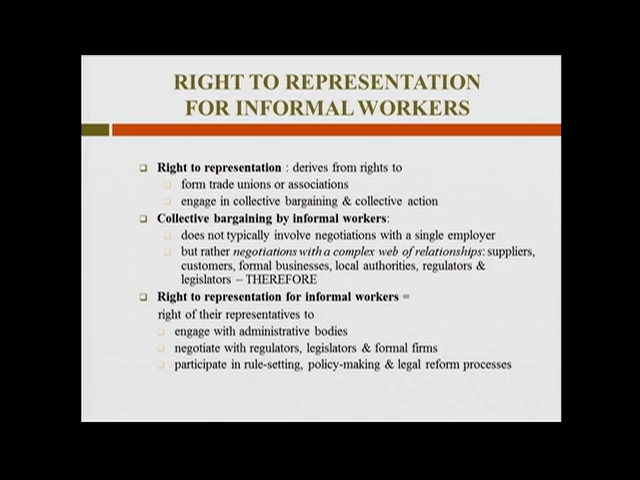 RIGHT TO REPRESENTATION
FOR INFORMAL WORKERS
Right to representation : derives from rights to
form trade unions or associations
engage in collective bargaining & collective action
Collective bargaining by informal workers:
does not typically involve negotiations with a single employer
but rather negotiations with a complex web of relationships: suppliers,
customers, formal businesses, local authorities, regulators &
legislators – THEREFORE
Right to representation for informal workers =
right of their representatives to
engage with administrative bodies
negotiate with regulators, legislators & formal firms
participate in rule-setting, policy-making & legal reform processes